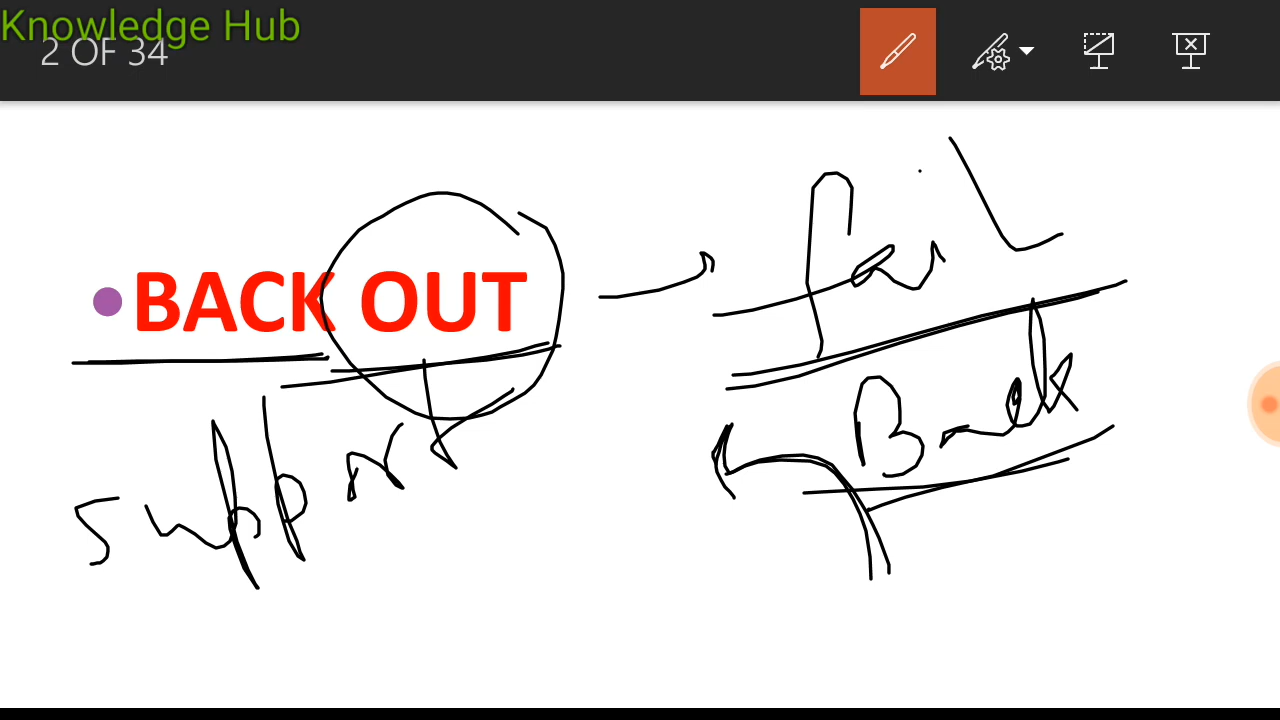 Knowledge Hub
2 OF 34
BACK OUT
fail
Back
support